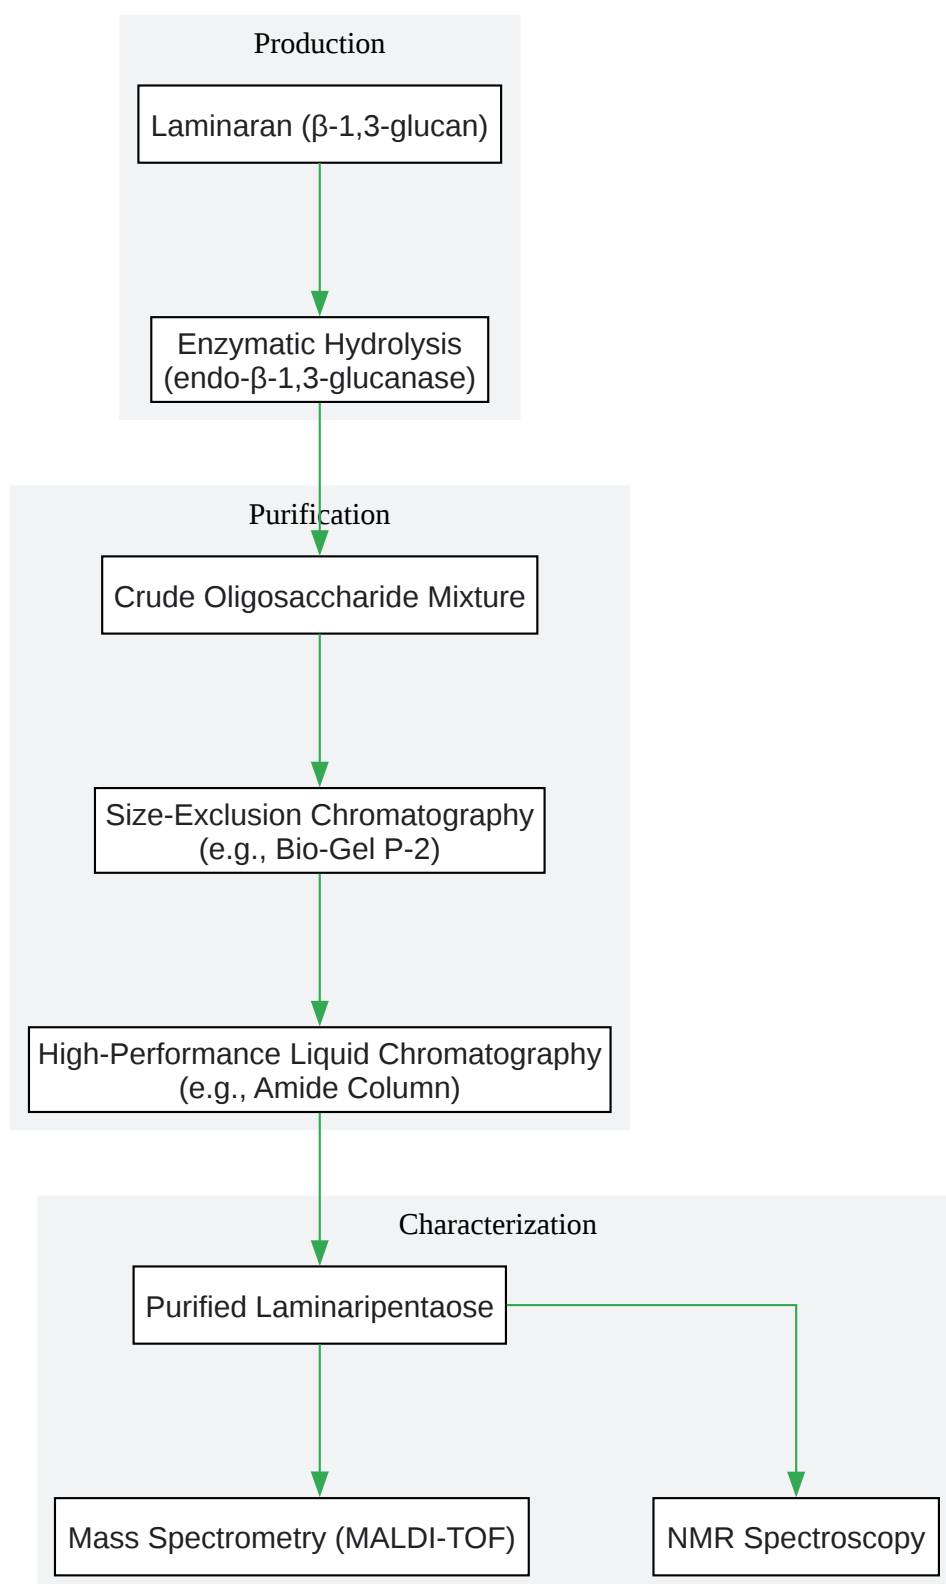 Production
Laminaran (β-1,3-glucan)
Enzymatic Hydrolysis
(endo-β-1,3-glucanase)
Purification
Crude Oligosaccharide Mixture
Size-Exclusion Chromatography
(e.g., Bio-Gel P-2)
High-Performance Liquid Chromatography
(e.g., Amide Column)
Characterization
Purified Laminaripentaose
Mass Spectrometry (MALDI-TOF)
NMR Spectroscopy